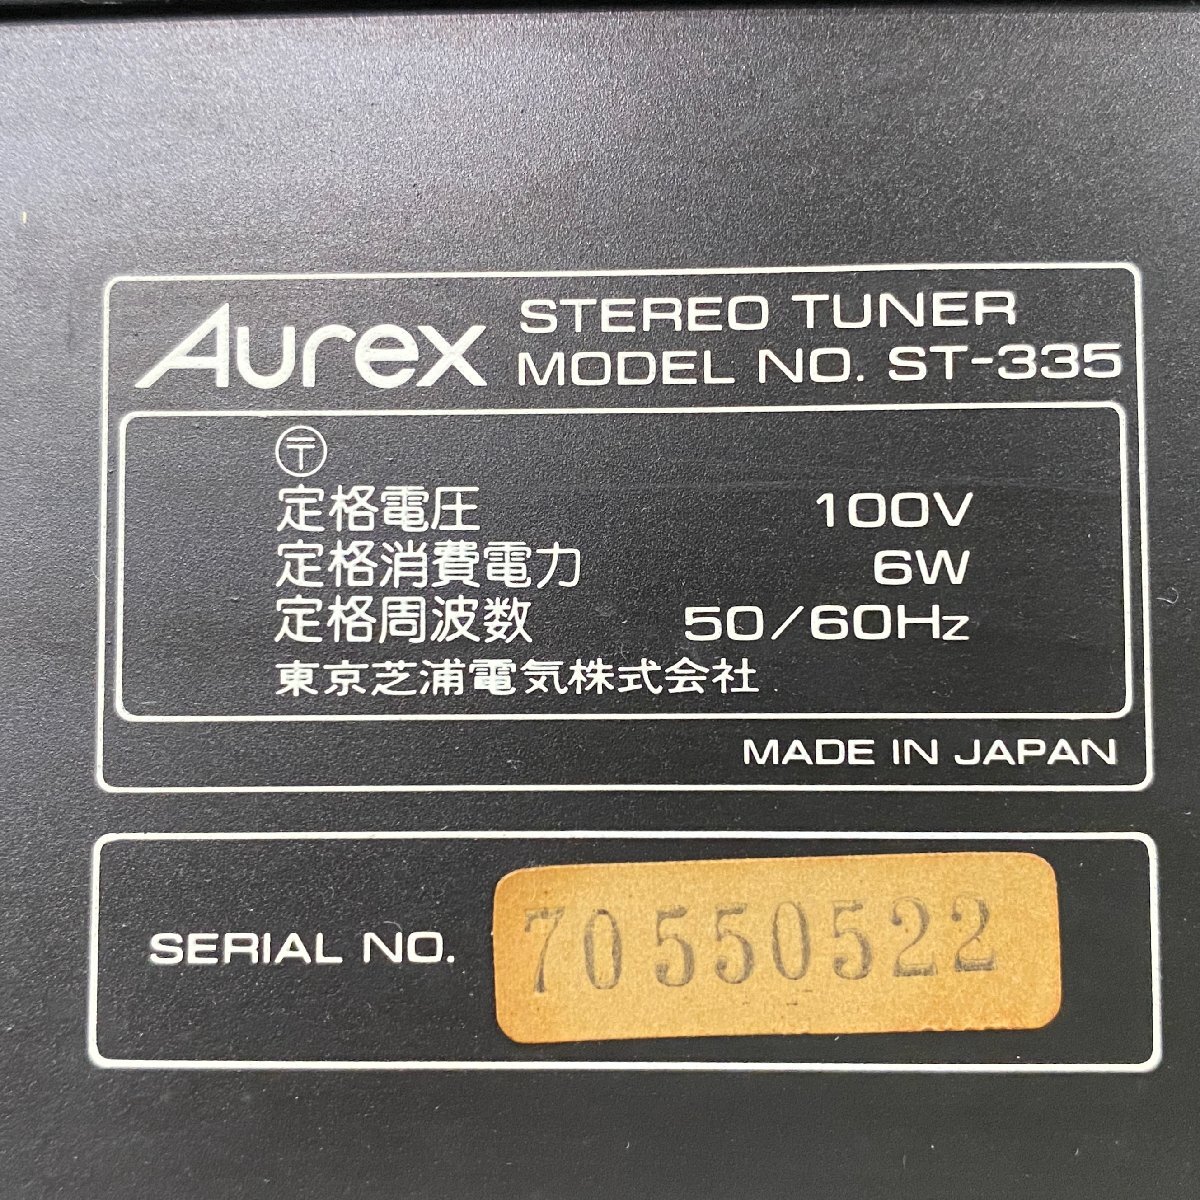 Aurex STEREO TUNER
MODEL NO. ST-335
〒
定格電圧 100V
定格消費電力 6W
定格周波数 50/60Hz
東京芝浦電気株式会社
MADE IN JAPAN
SERIAL NO. 70550522